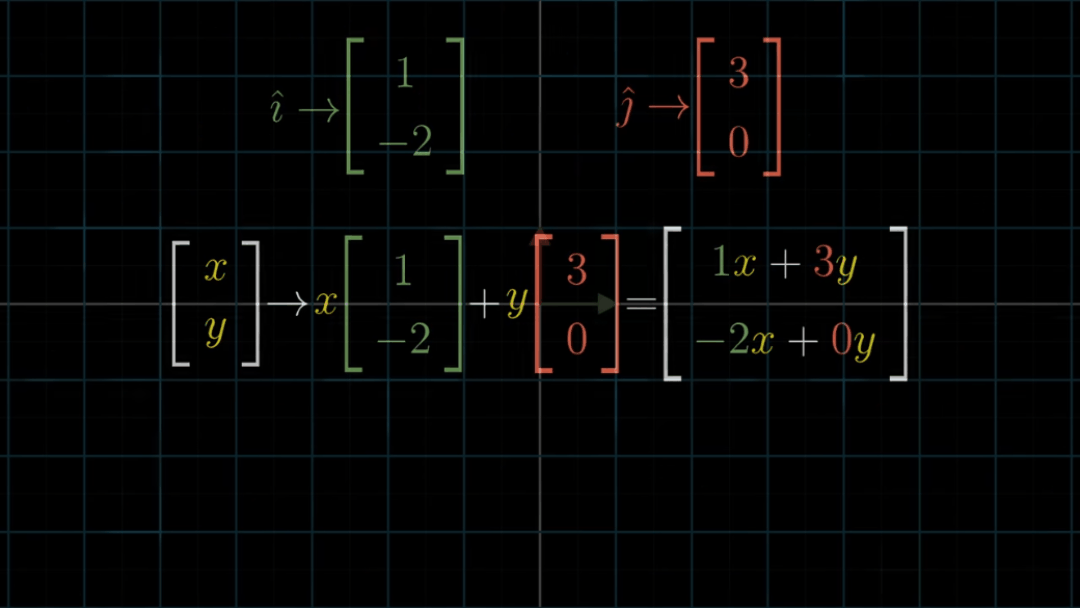 î → [1 −2] ĵ → [3 0]
[x y] → x [1 −2] + y [3 0] = [1x + 3y −2x + 0y]